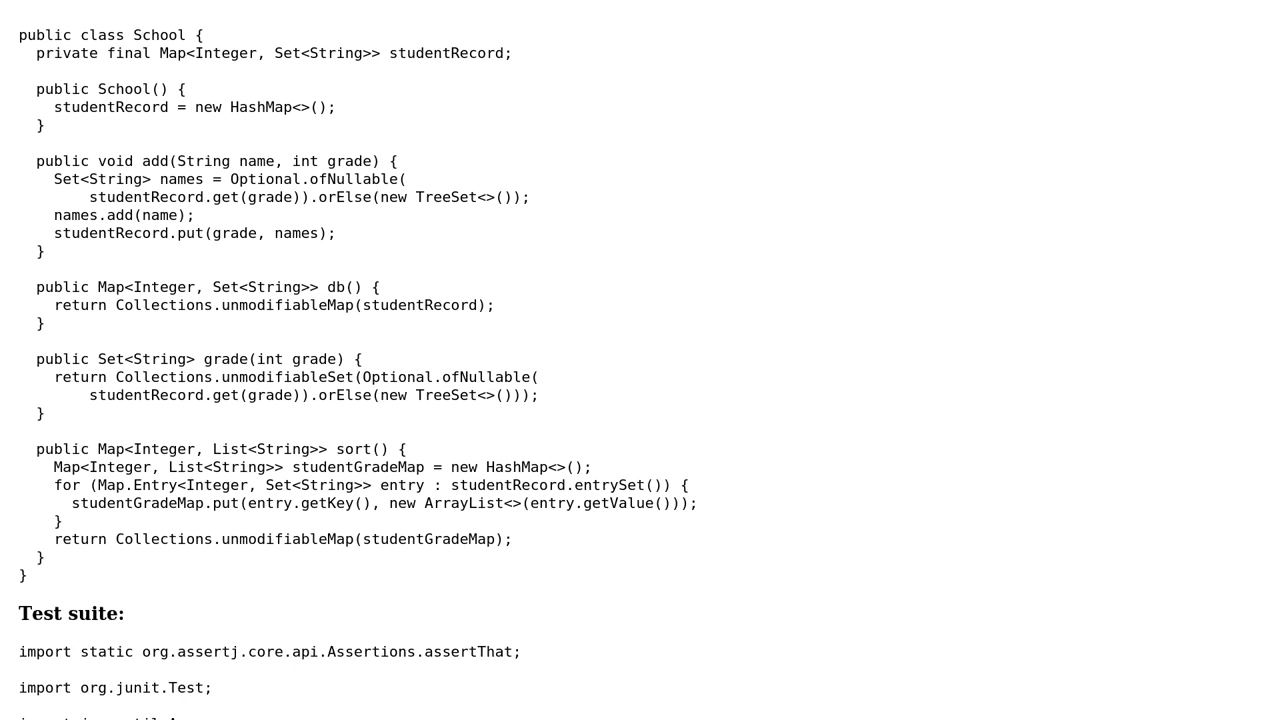 public class School {
  private final Map<Integer, Set<String>> studentRecord;

  public School() {
    studentRecord = new HashMap<>();
  }

  public void add(String name, int grade) {
    Set<String> names = Optional.ofNullable(
        studentRecord.get(grade)).orElse(new TreeSet<>());
    names.add(name);
    studentRecord.put(grade, names);
  }

  public Map<Integer, Set<String>> db() {
    return Collections.unmodifiableMap(studentRecord);
  }

  public Set<String> grade(int grade) {
    return Collections.unmodifiableSet(Optional.ofNullable(
        studentRecord.get(grade)).orElse(new TreeSet<>()));
  }

  public Map<Integer, List<String>> sort() {
    Map<Integer, List<String>> studentGradeMap = new HashMap<>();
    for (Map.Entry<Integer, Set<String>> entry : studentRecord.entrySet()) {
      studentGradeMap.put(entry.getKey(), new ArrayList<>(entry.getValue()));
    }
    return Collections.unmodifiableMap(studentGradeMap);
  }
}
Test suite:
import static org.assertj.core.api.Assertions.assertThat;

import org.junit.Test;